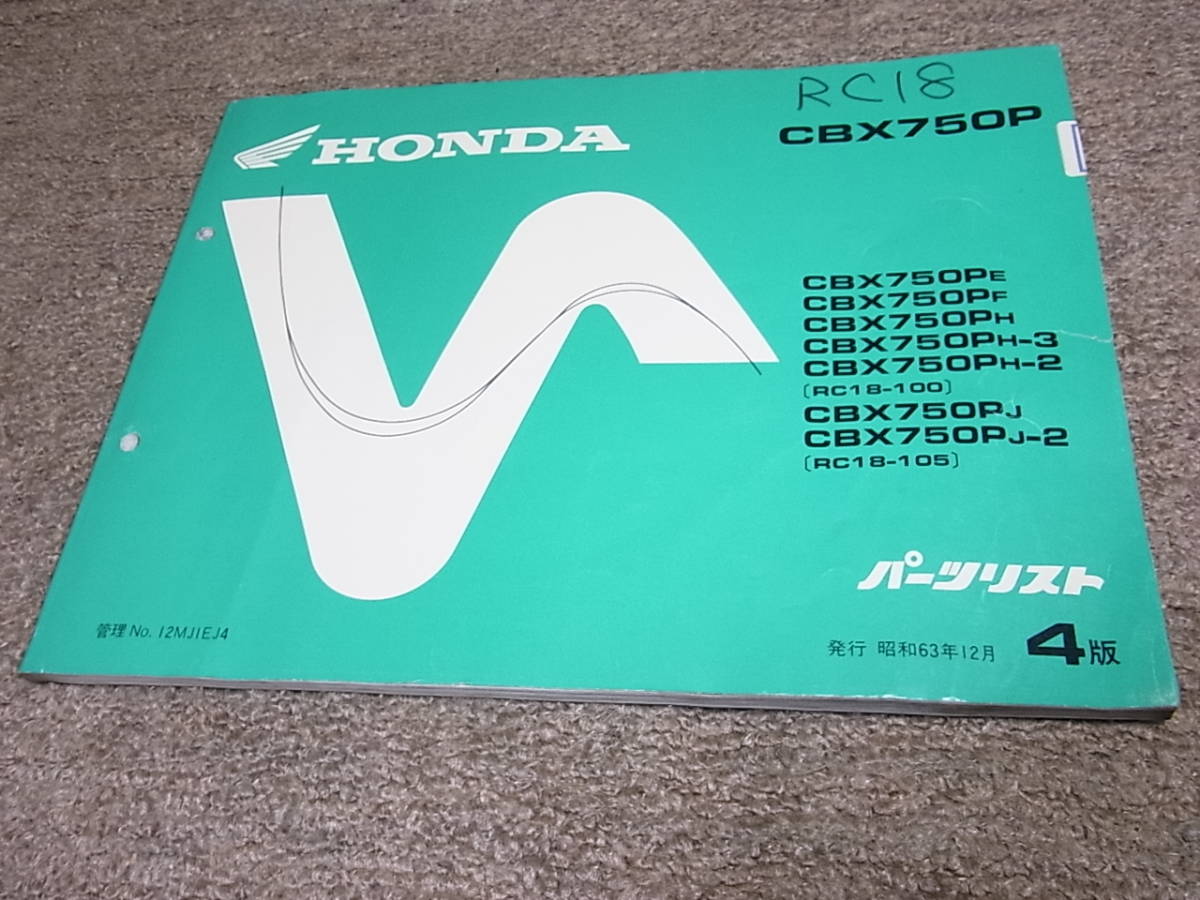 RC18
HONDA
CBX750P
CBX750PE
CBX750PF
CBX750PH
CBX750PH-3
CBX750PH-2
〔RC18-100〕
CBX750PJ
CBX750PJ-2
〔RC18-105〕
パーツリスト
管理 No. 12MJ1EJ4
発行 昭和63年12月 4版